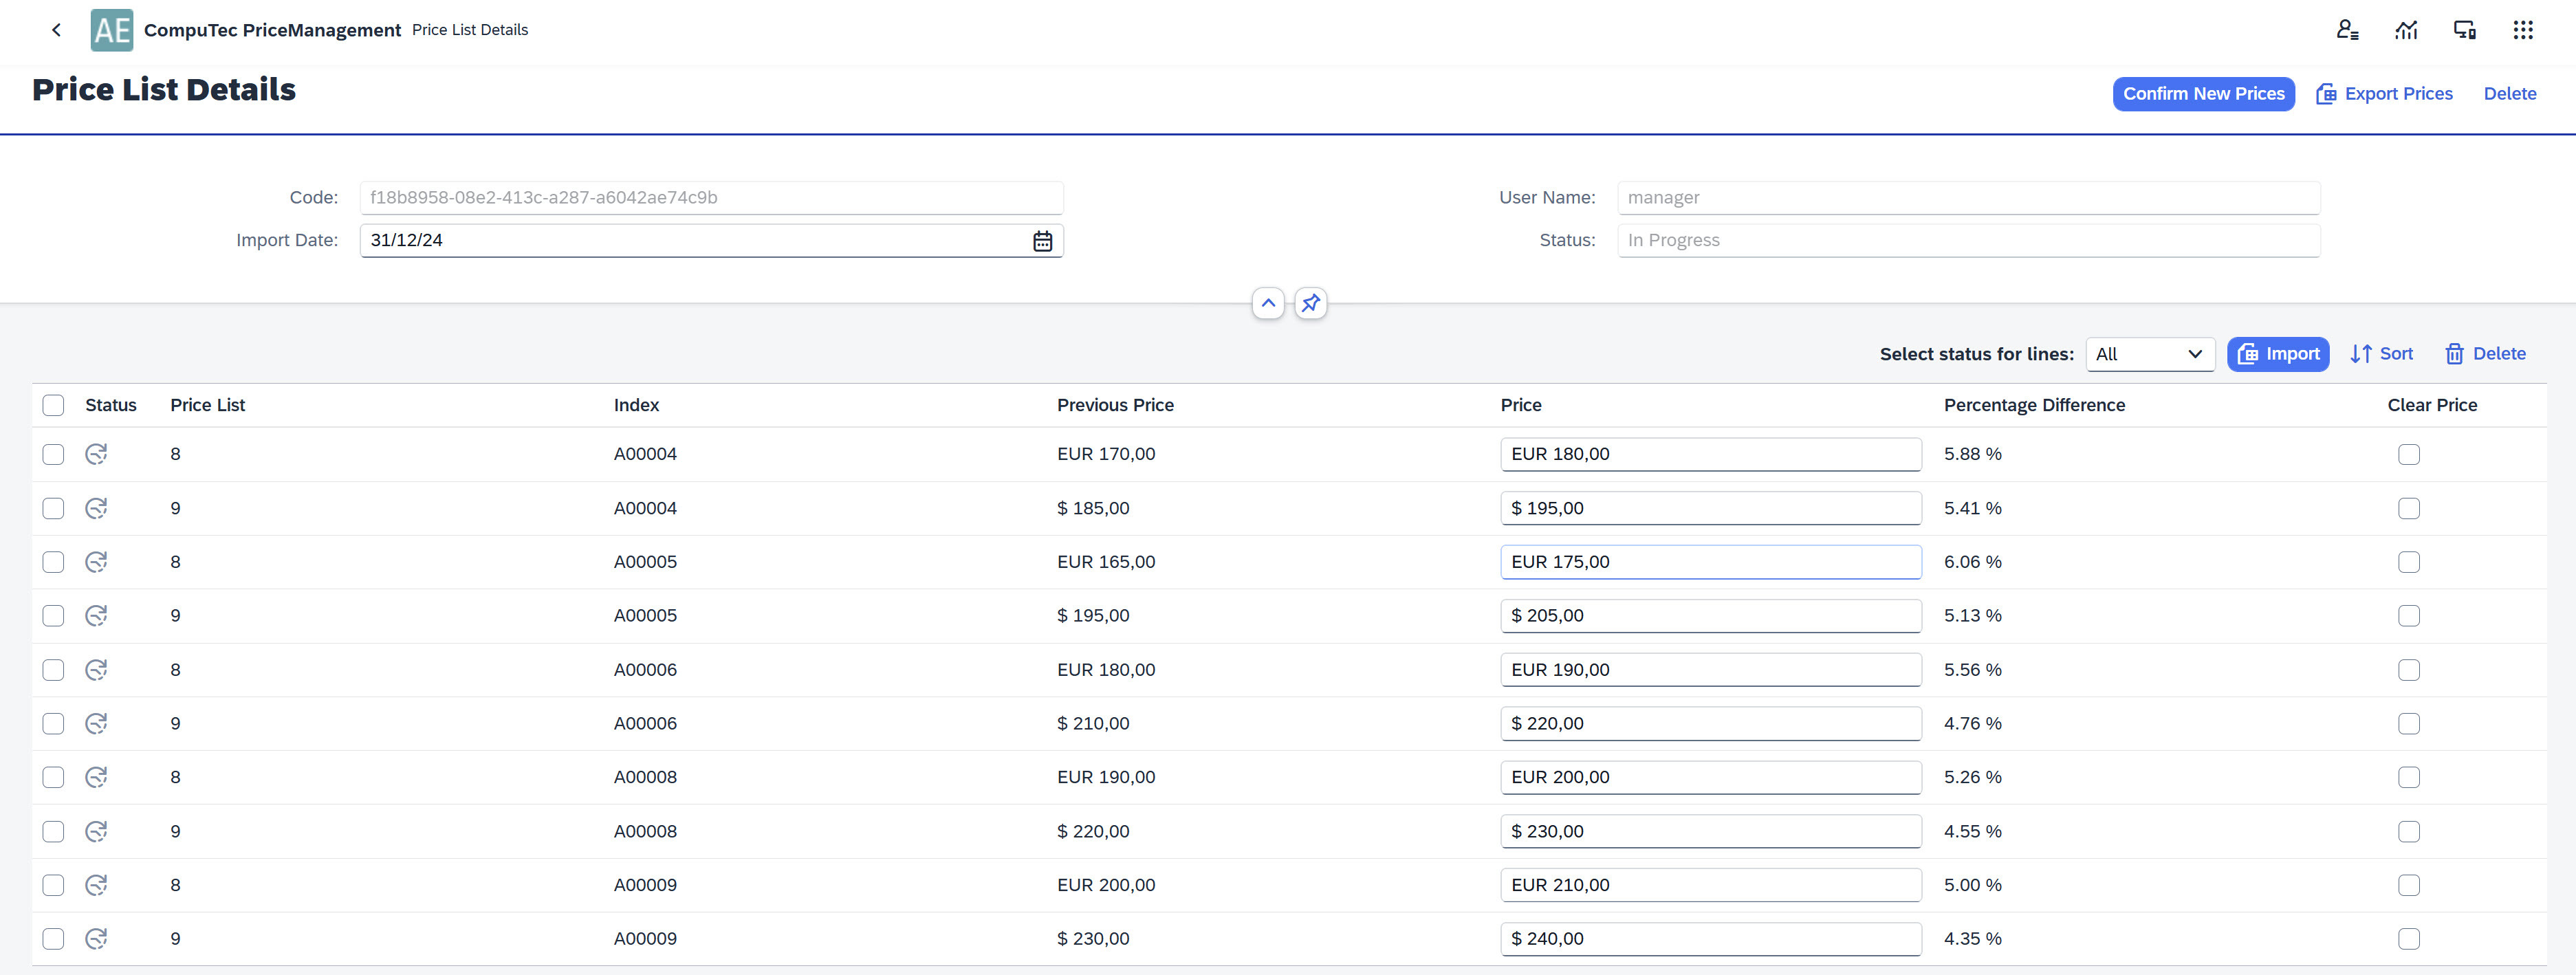 AE CompuTec PriceManagement Price List Details
Price List Details
Confirm New Prices Export Prices Delete
Code: f18b8958-08e2-413c-a287-a6042ae74c9b User Name: manager
Import Date: 31/12/24 Status: In Progress
Select status for lines: All Import Sort Delete
Status Price List Index Previous Price Price Percentage Difference Clear Price
8 A00004 EUR 170,00 EUR 180,00 5.88 %
9 A00004 $ 185,00 $ 195,00 5.41 %
8 A00005 EUR 165,00 EUR 175,00 6.06 %
9 A00005 $ 195,00 $ 205,00 5.13 %
8 A00006 EUR 180,00 EUR 190,00 5.56 %
9 A00006 $ 210,00 $ 220,00 4.76 %
8 A00008 EUR 190,00 EUR 200,00 5.26 %
9 A00008 $ 220,00 $ 230,00 4.55 %
8 A00009 EUR 200,00 EUR 210,00 5.00 %
9 A00009 $ 230,00 $ 240,00 4.35 %